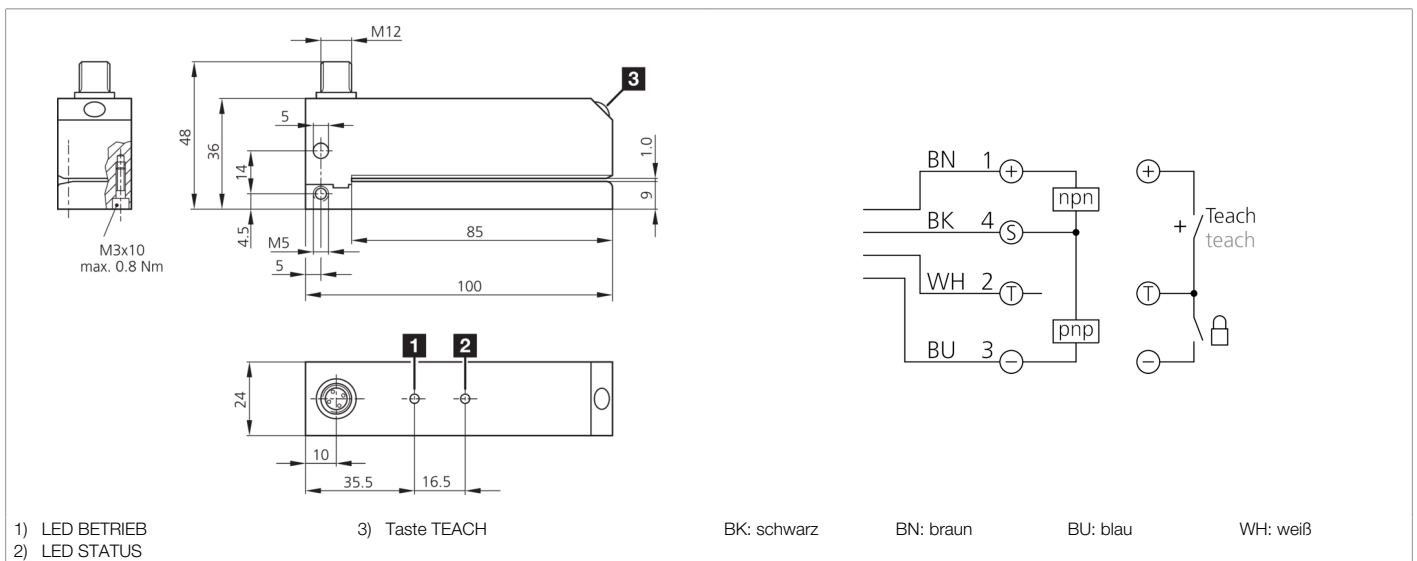 M12
3
48
36
5
14
4.5
M5
5
1.0
9
85
100
M3x10
max. 0.8 Nm
1
2
24
10
35.5
16.5
BN 1 +
npn
BK 4 S
WH 2 T
pnp
BU 3 −
+
+ Teach
teach
T
−
1) LED BETRIEB
2) LED STATUS
3) Taste TEACH
BK: schwarz
BN: braun
BU: blau
WH: weiß